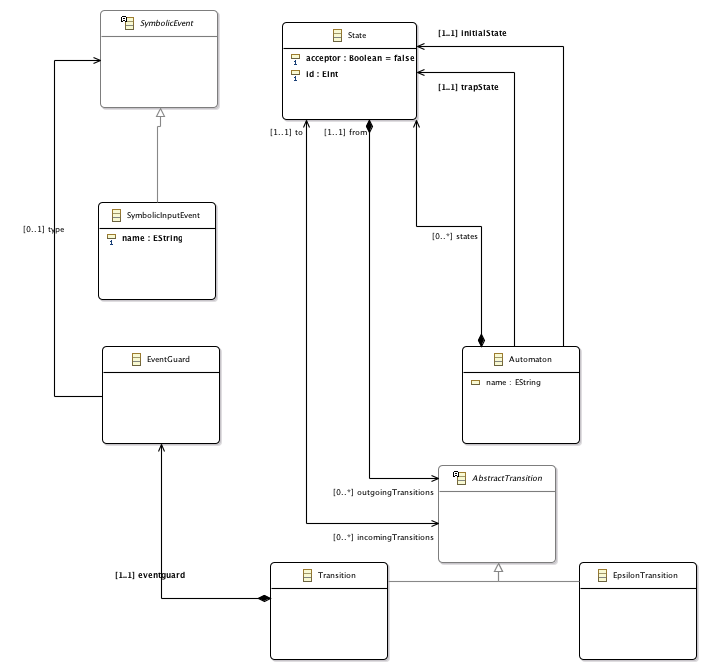 SymbolicEvent
State
acceptor : Boolean = false
id : EInt
[1..1] initialState
[1..1] trapState
[1..1] to
[1..1] from
SymbolicInputEvent
name : EString
[0..1] type
[0..*] states
EventGuard
Automaton
name : EString
AbstractTransition
[0..*] outgoingTransitions
[0..*] incomingTransitions
[1..1] eventguard
Transition
EpsilonTransition